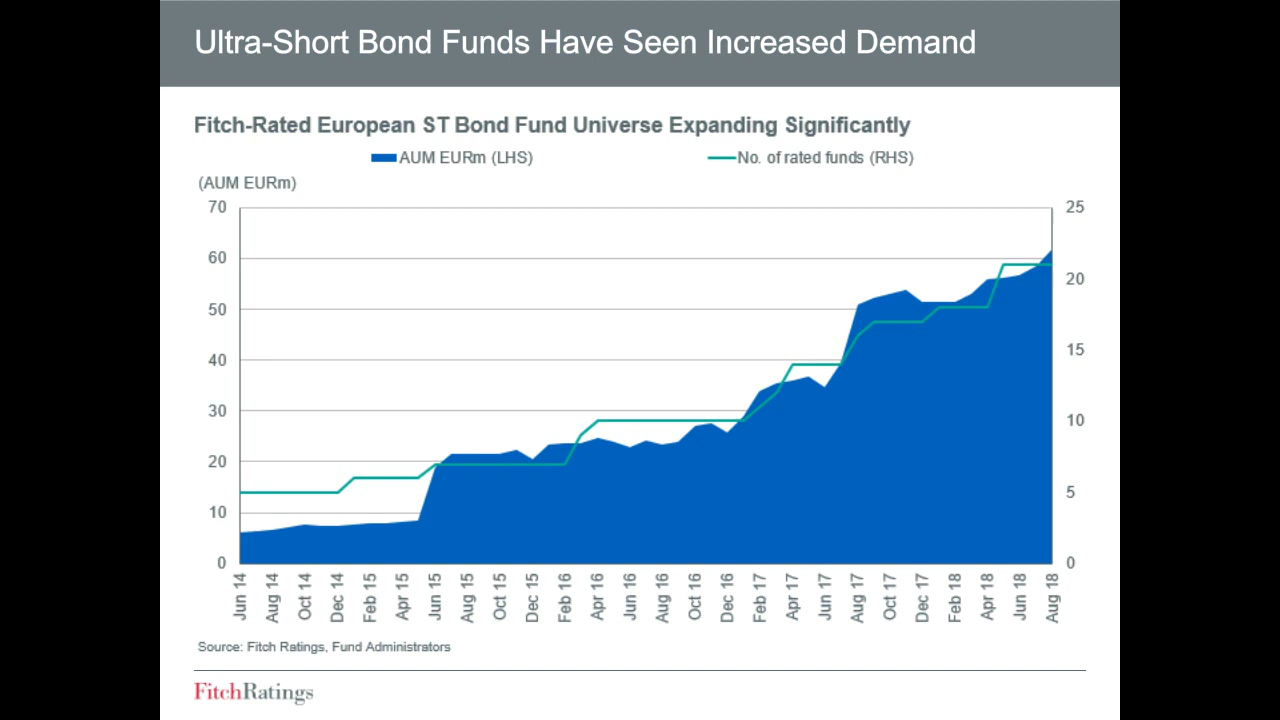 Ultra-Short Bond Funds Have Seen Increased Demand
Fitch-Rated European ST Bond Fund Universe Expanding Significantly
AUM EURm (LHS)
No. of rated funds (RHS)
(AUM EURm)
70
60
50
40
30
20
10
0
25
20
15
10
5
0
Jun 14
Aug 14
Oct 14
Dec 14
Feb 15
Apr 15
Jun 15
Aug 15
Oct 15
Dec 15
Feb 16
Apr 16
Jun 16
Aug 16
Oct 16
Dec 16
Feb 17
Apr 17
Jun 17
Aug 17
Oct 17
Dec 17
Feb 18
Apr 18
Jun 18
Aug 18
Source: Fitch Ratings, Fund Administrators
FitchRatings